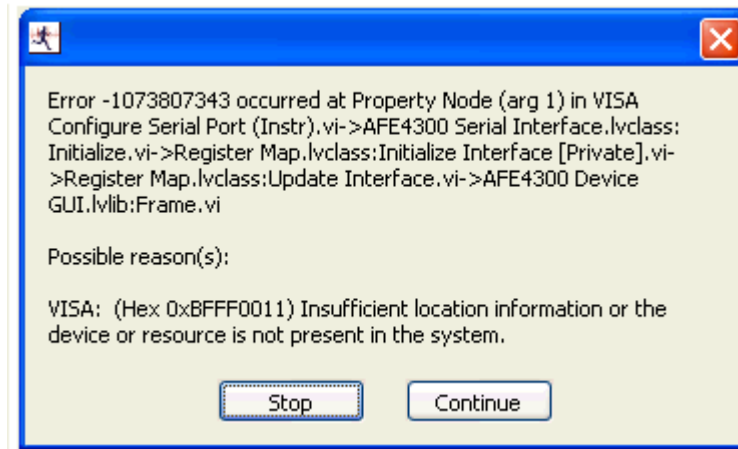 Error -1073807343 occurred at Property Node (arg 1) in VISA
Configure Serial Port (Instr).vi->AFE4300 Serial Interface.lvclass:
Initialize.vi->Register Map.lvclass:Initialize Interface [Private].vi-
>Register Map.lvclass:Update Interface.vi->AFE4300 Device
GUI.lvlib:Frame.vi
Possible reason(s):
VISA:  (Hex 0xBFFF0011) Insufficient location information or the
device or resource is not present in the system.
Stop
Continue